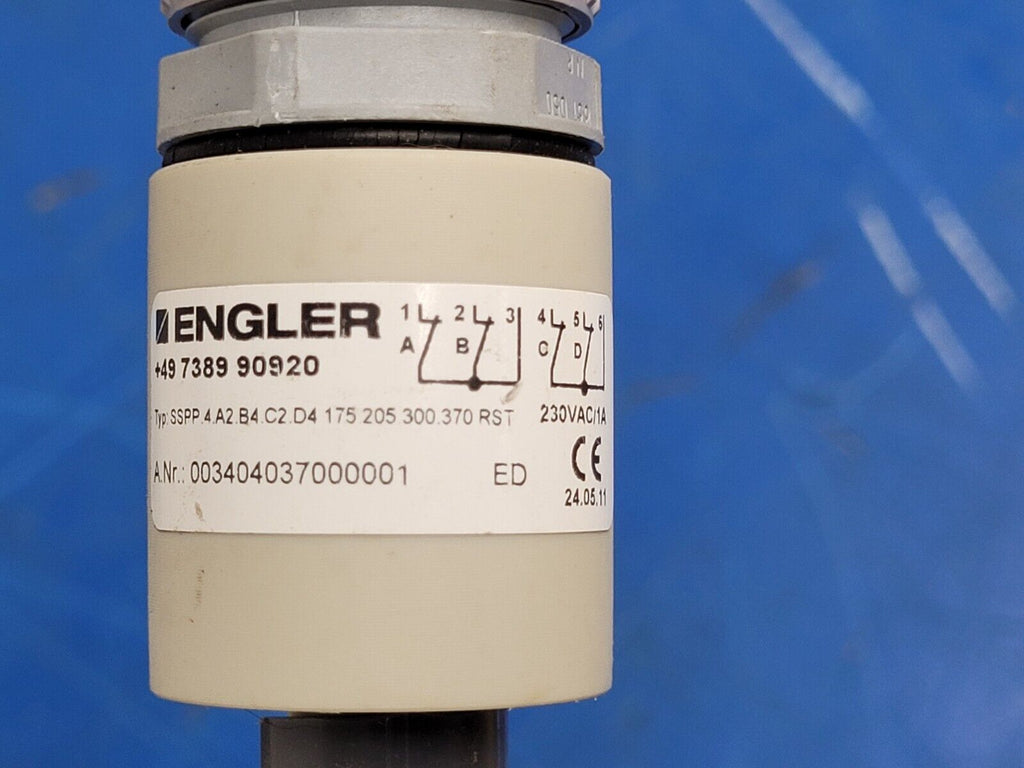 ENGLER
+49 7389 90920
1 2 3 4 5 6
A B C D
Typ: SSPP.4.A2.B4.C2.D4 175 205 300.370 RST 230VAC/1A
A.Nr.: 003404037000001 ED CE
24.05.11